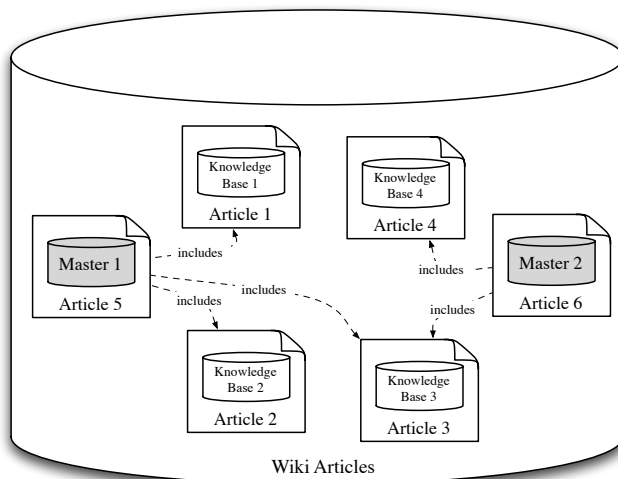 Knowledge
Base 1
Article 1
Knowledge
Base 4
Article 4
Master 1
Article 5
includes
includes
Master 2
Article 6
includes
includes
includes
Knowledge
Base 2
Article 2
Knowledge
Base 3
Article 3
Wiki Articles